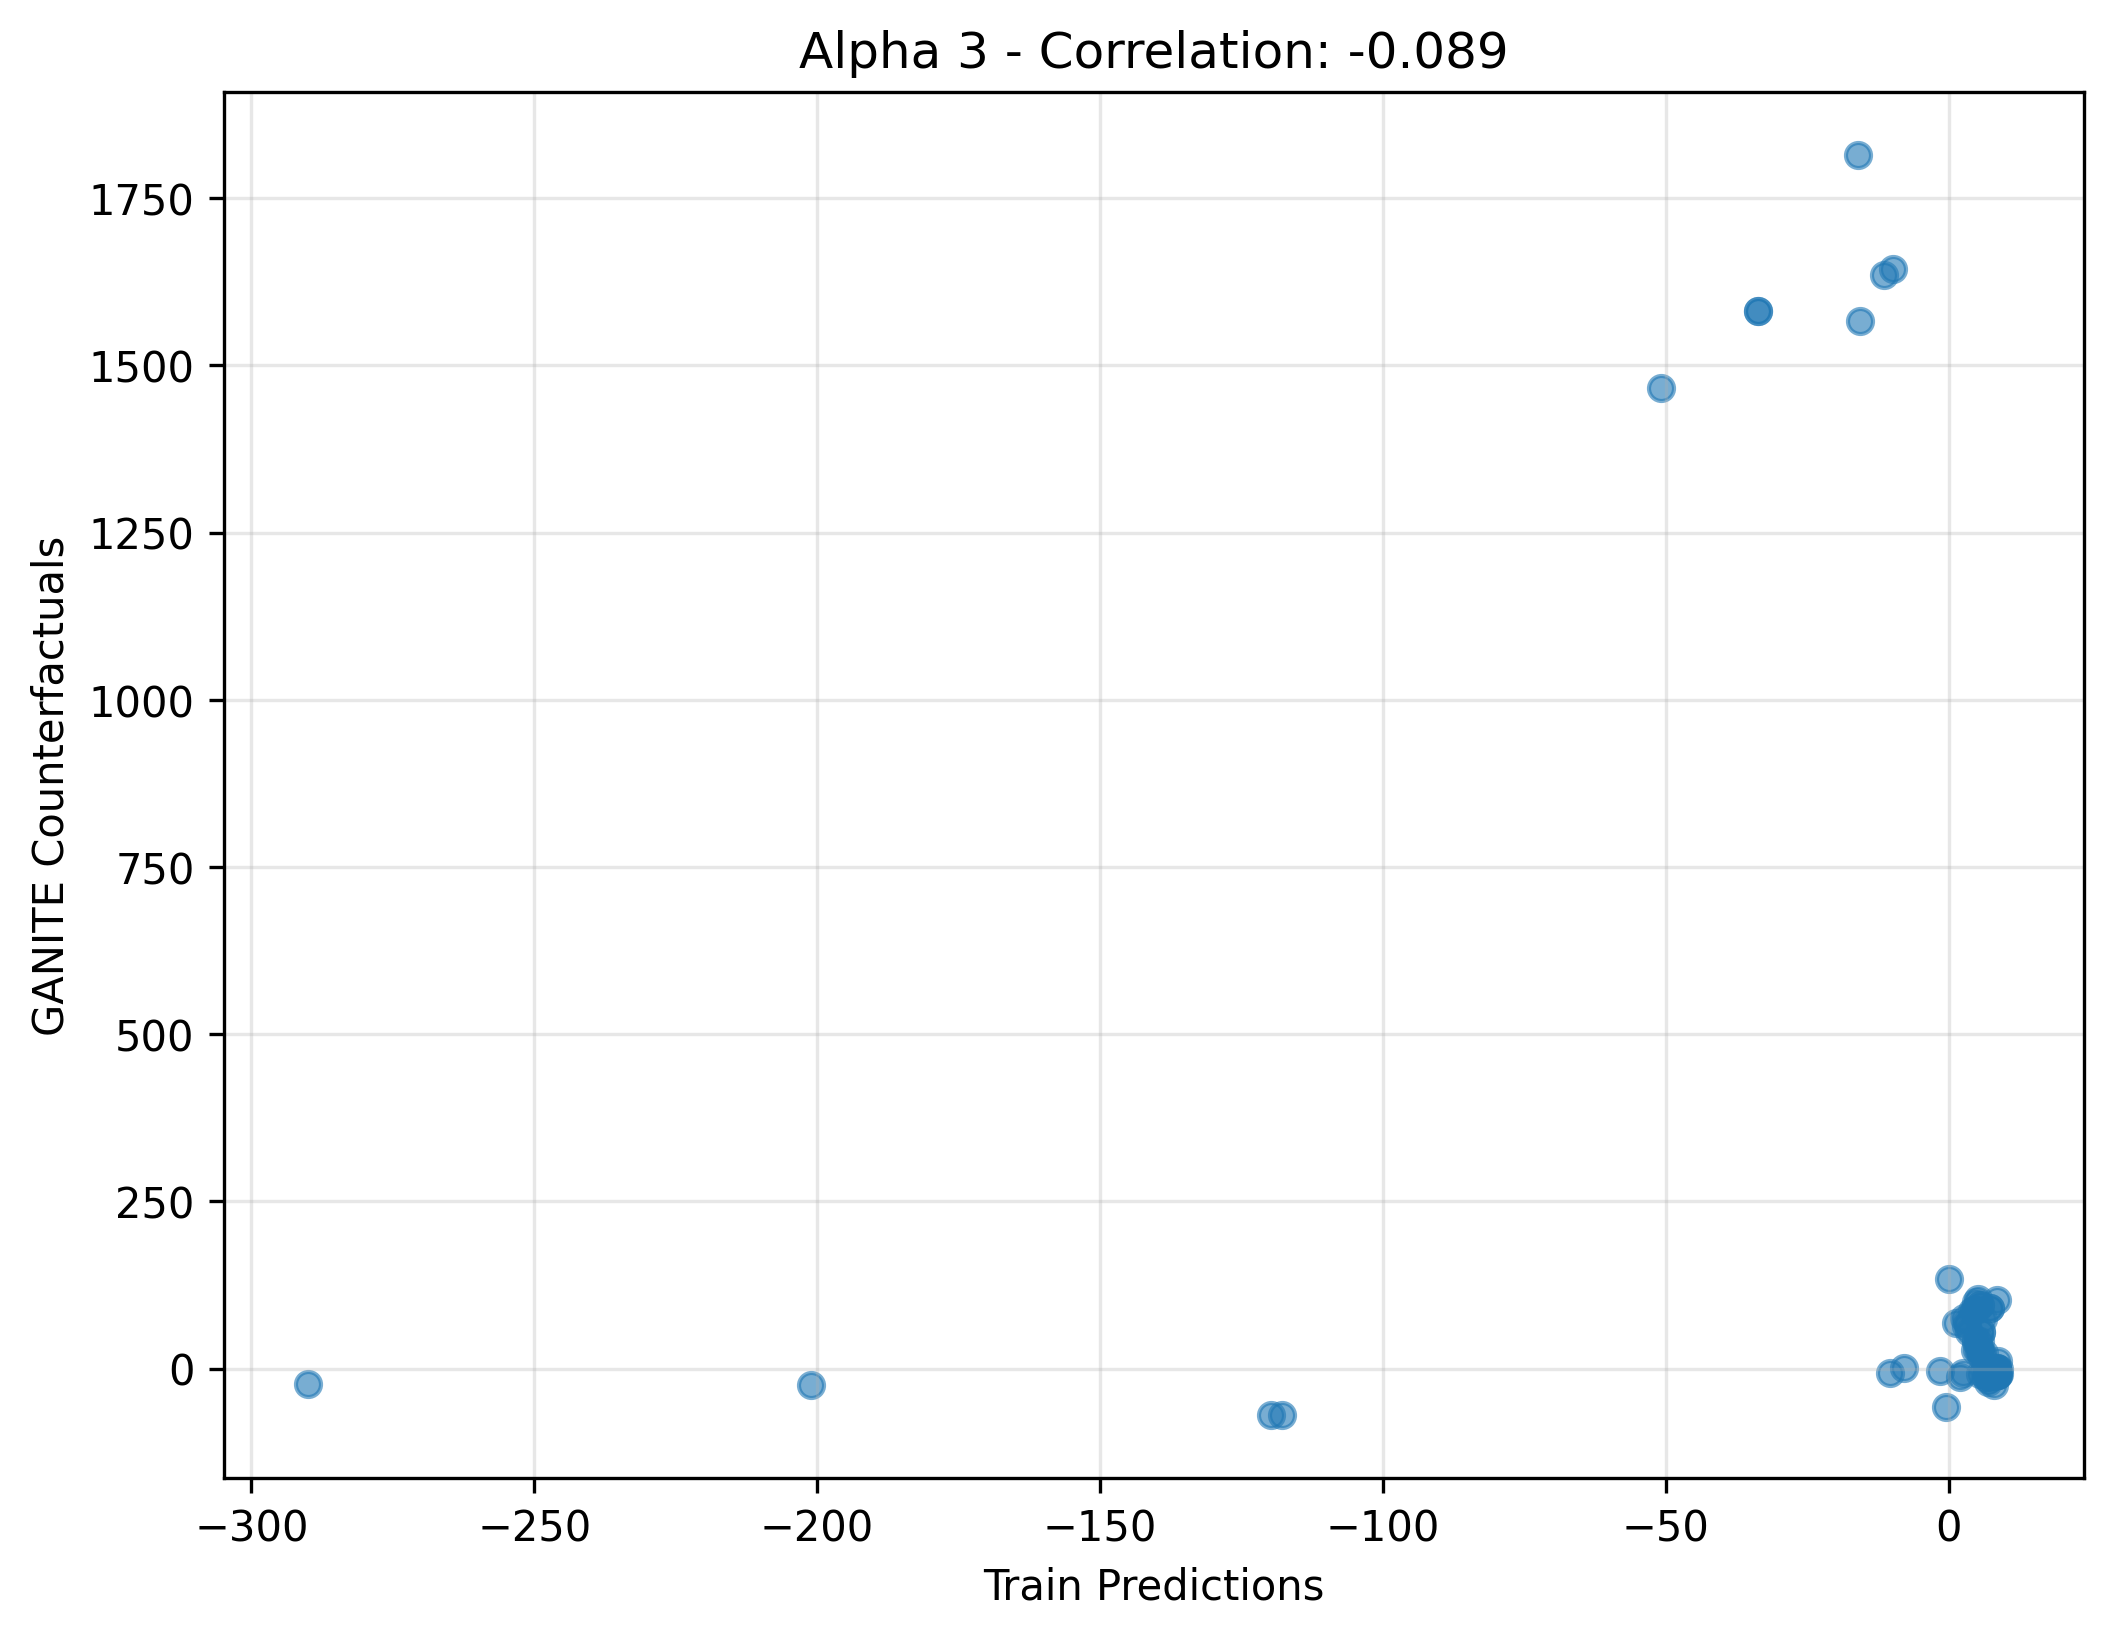 Alpha 3 - Correlation: -0.089
1750
1500
1250
1000
750
500
250
0
GANITE Counterfactuals
−300 −250 −200 −150 −100 −50 0
Train Predictions